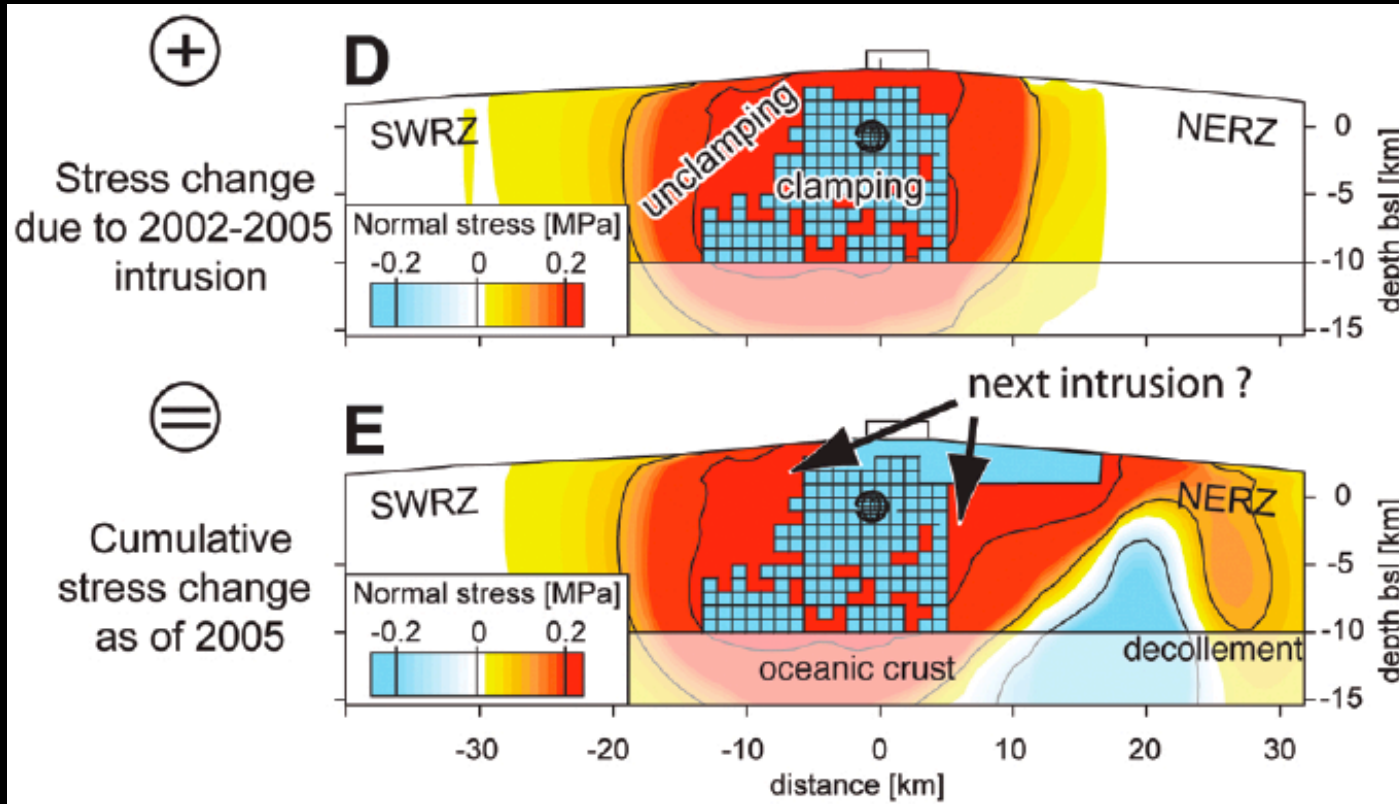 +
D
Stress change
due to 2002-2005
intrusion
SWRZ
NERZ
unclamping
clamping
Normal stress [MPa]
-0.2 0 0.2
0
-5
-10
-15
depth bsl [km]
=
E
next intrusion ?
Cumulative
stress change
as of 2005
SWRZ
NERZ
Normal stress [MPa]
-0.2 0 0.2
oceanic crust
decollement
0
-5
-10
-15
depth bsl [km]
-30 -20 -10 0 10 20 30
distance [km]